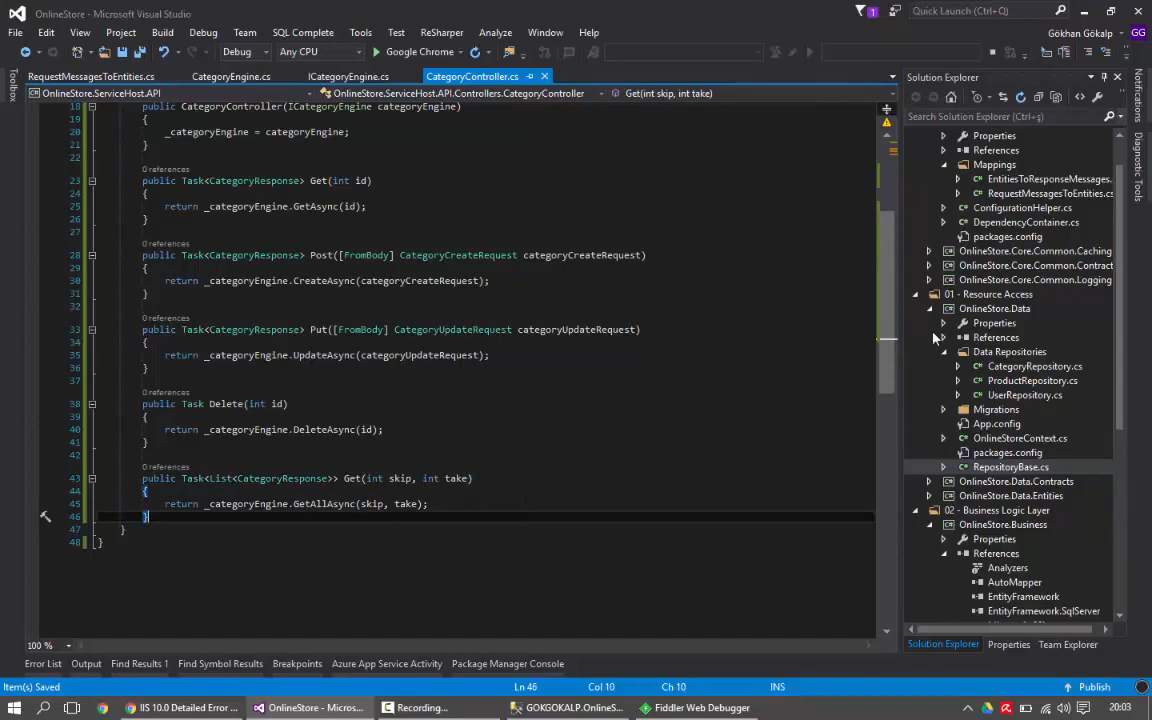 OnlineStore - Microsoft Visual Studio
1
Quick Launch (Ctrl+Q)
File Edit View Project Build Debug Team SQL Complete Tools Test ReSharper Analyze Window Help
Gökhan Gökalp GG
Debug Any CPU Google Chrome
RequestMessagesToEntities.cs CategoryEngine.cs ICategoryEngine.cs CategoryController.cs
OnlineStore.ServiceHost.API OnlineStore.ServiceHost.API.Controllers.CategoryController Get(int skip, int take)
Toolbox
18 public CategoryController(ICategoryEngine categoryEngine)
19 {
20 _categoryEngine = categoryEngine;
21 }
22
0 references
23 public Task<CategoryResponse> Get(int id)
24 {
25 return _categoryEngine.GetAsync(id);
26 }
27
0 references
28 public Task<CategoryResponse> Post([FromBody] CategoryCreateRequest categoryCreateRequest)
29 {
30 return _categoryEngine.CreateAsync(categoryCreateRequest);
31 }
32
0 references
33 public Task<CategoryResponse> Put([FromBody] CategoryUpdateRequest categoryUpdateRequest)
34 {
35 return _categoryEngine.UpdateAsync(categoryUpdateRequest);
36 }
37
0 references
38 public Task Delete(int id)
39 {
40 return _categoryEngine.DeleteAsync(id);
41 }
42
0 references
43 public Task<List<CategoryResponse>> Get(int skip, int take)
44 {
45 return _categoryEngine.GetAllAsync(skip, take);
46 }
47 }
48 }
100 %
Solution Explorer
Search Solution Explorer (Ctrl+ş)
Properties
References
Mappings
EntitiesToResponseMessages.
RequestMessagesToEntities.cs
ConfigurationHelper.cs
DependencyContainer.cs
packages.config
OnlineStore.Core.Common.Caching
OnlineStore.Core.Common.Contract
OnlineStore.Core.Common.Logging
01 - Resource Access
OnlineStore.Data
Properties
References
Data Repositories
CategoryRepository.cs
ProductRepository.cs
UserRepository.cs
Migrations
App.config
OnlineStoreContext.cs
packages.config
RepositoryBase.cs
OnlineStore.Data.Contracts
OnlineStore.Data.Entities
02 - Business Logic Layer
OnlineStore.Business
Properties
References
Analyzers
AutoMapper
EntityFramework
EntityFramework.SqlServer
Solution Explorer Properties Team Explorer
Notifications
Diagnostic Tools
Error List Output Find Results 1 Find Symbol Results Breakpoints Azure App Service Activity Package Manager Console
Item(s) Saved Ln 46 Col 10 Ch 10 INS Publish
IIS 10.0 Detailed Error ... OnlineStore - Micros... Recording... GOKGOKALP.OnlineS... Fiddler Web Debugger 20:03